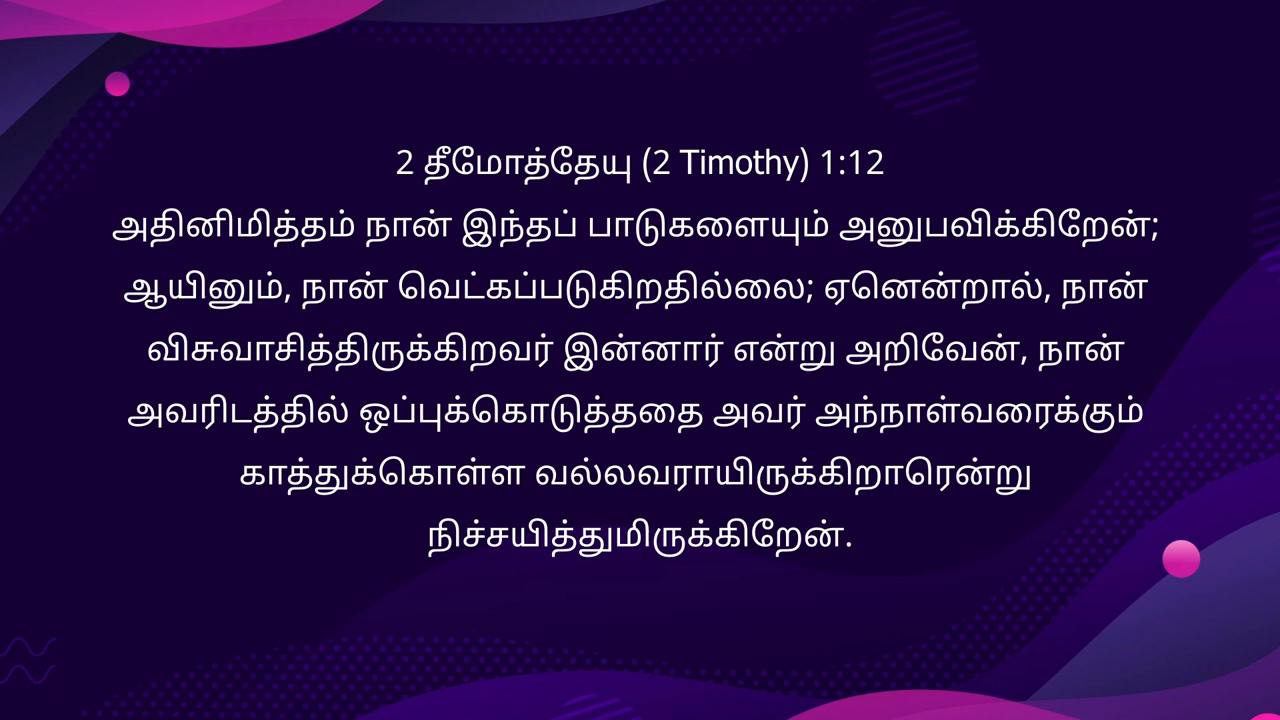 2 தீமோத்தேயு (2 Timothy) 1:12
அதினிமித்தம் நான் இந்தப் பாடுகளையும் அனுபவிக்கிறேன்;
ஆயினும், நான் வெட்கப்படுகிறதில்லை; ஏனென்றால், நான்
விசுவாசித்திருக்கிறவர் இன்னார் என்று அறிவேன், நான்
அவரிடத்தில் ஒப்புக்கொடுத்ததை அவர் அந்நாள்வரைக்கும்
காத்துக்கொள்ள வல்லவராயிருக்கிறாரென்று
நிச்சயித்துமிருக்கிறேன்.